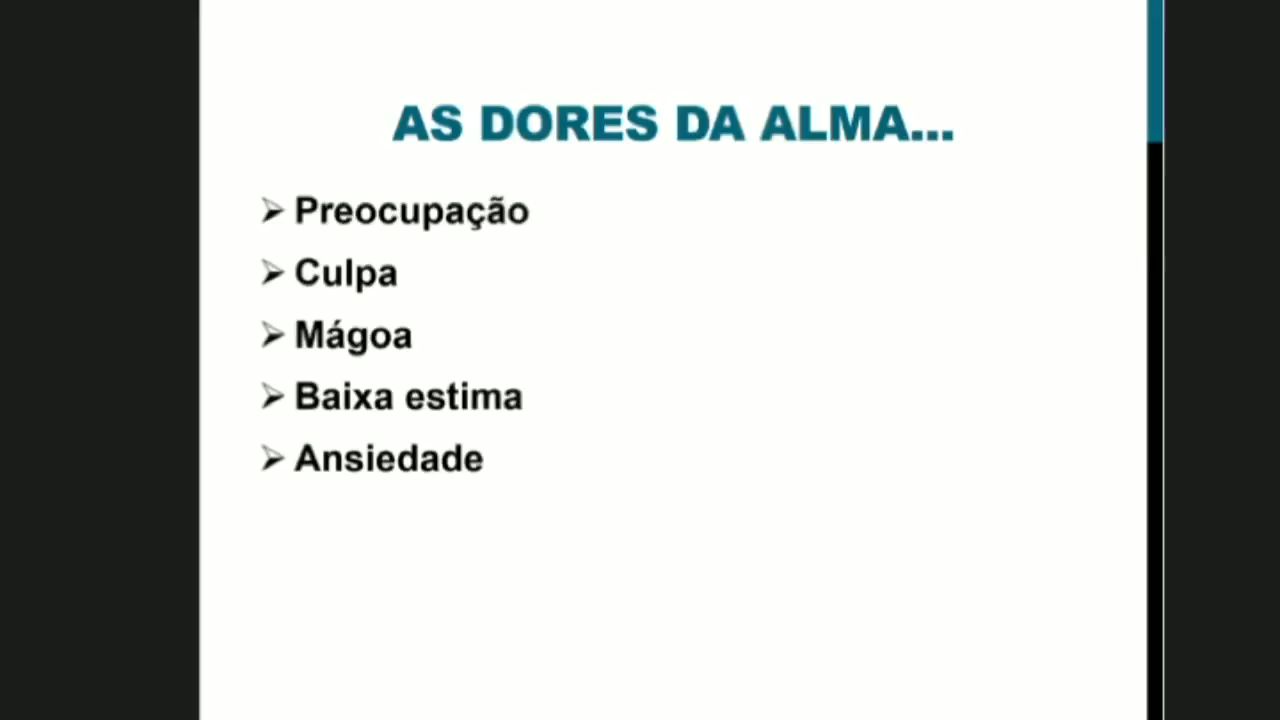 AS DORES DA ALMA...
Preocupação
Culpa
Mágoa
Baixa estima
Ansiedade